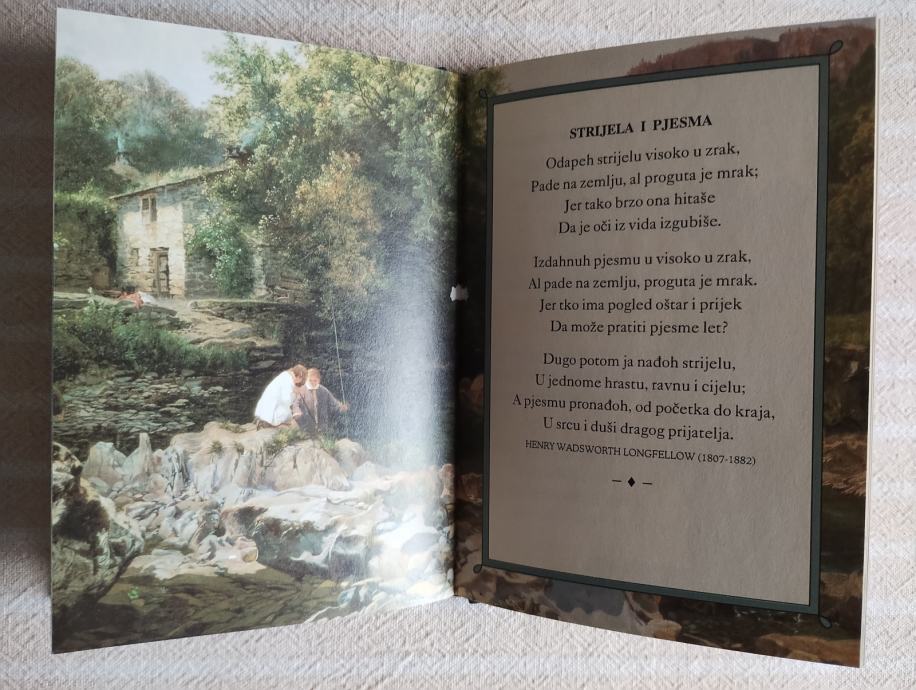 STRIJELA I PJESMA
Odapeh strijelu visoko u zrak,
Pade na zemlju, al proguta je mrak;
Jer tako brzo ona hitaše
Da je oči iz vida izgubiše.
Izdahnuh pjesmu u visoko u zrak,
Al pade na zemlju, proguta je mrak.
Jer tko ima pogled oštar i prijek
Da može pratiti pjesme let?
Dugo potom ja nađoh strijelu,
U jednome hrastu, ravnu i cijelu;
A pjesmu pronađoh, od početka do kraja,
U srcu i duši dragog prijatelja.
HENRY WADSWORTH LONGFELLOW (1807-1882)